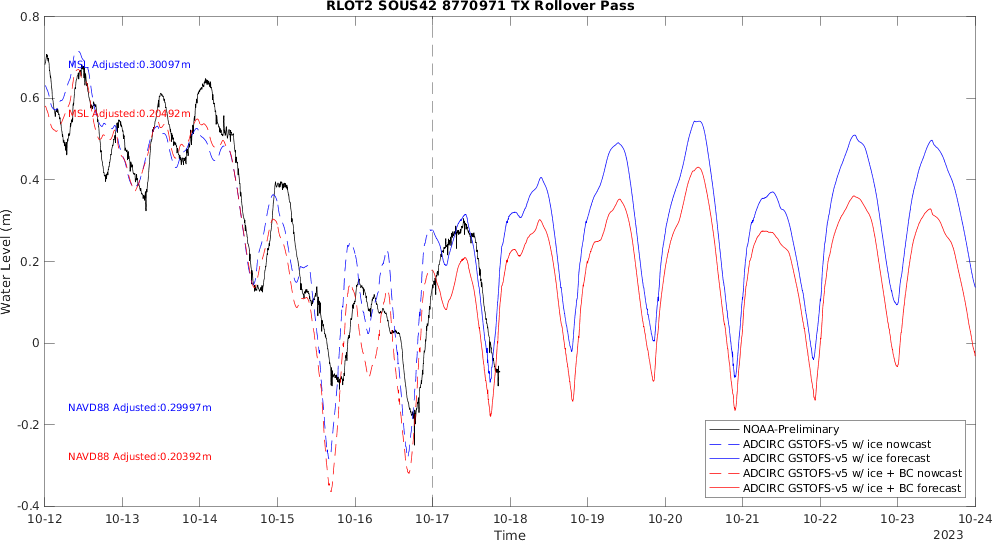 RLOT2 SOUS42 8770971 TX Rollover Pass
0.8
0.6
0.4
0.2
0
-0.2
-0.4
Water Level (m)
MSL Adjusted:0.30097m
MSL Adjusted:0.20492m
NAVD88 Adjusted:0.29997m
NAVD88 Adjusted:0.20392m
NOAA-Preliminary
ADCIRC GSTOFS-v5 w/ ice nowcast
ADCIRC GSTOFS-v5 w/ ice forecast
ADCIRC GSTOFS-v5 w/ ice + BC nowcast
ADCIRC GSTOFS-v5 w/ ice + BC forecast
10-12 10-13 10-14 10-15 10-16 10-17 10-18 10-19 10-20 10-21 10-22 10-23 10-24
Time
2023